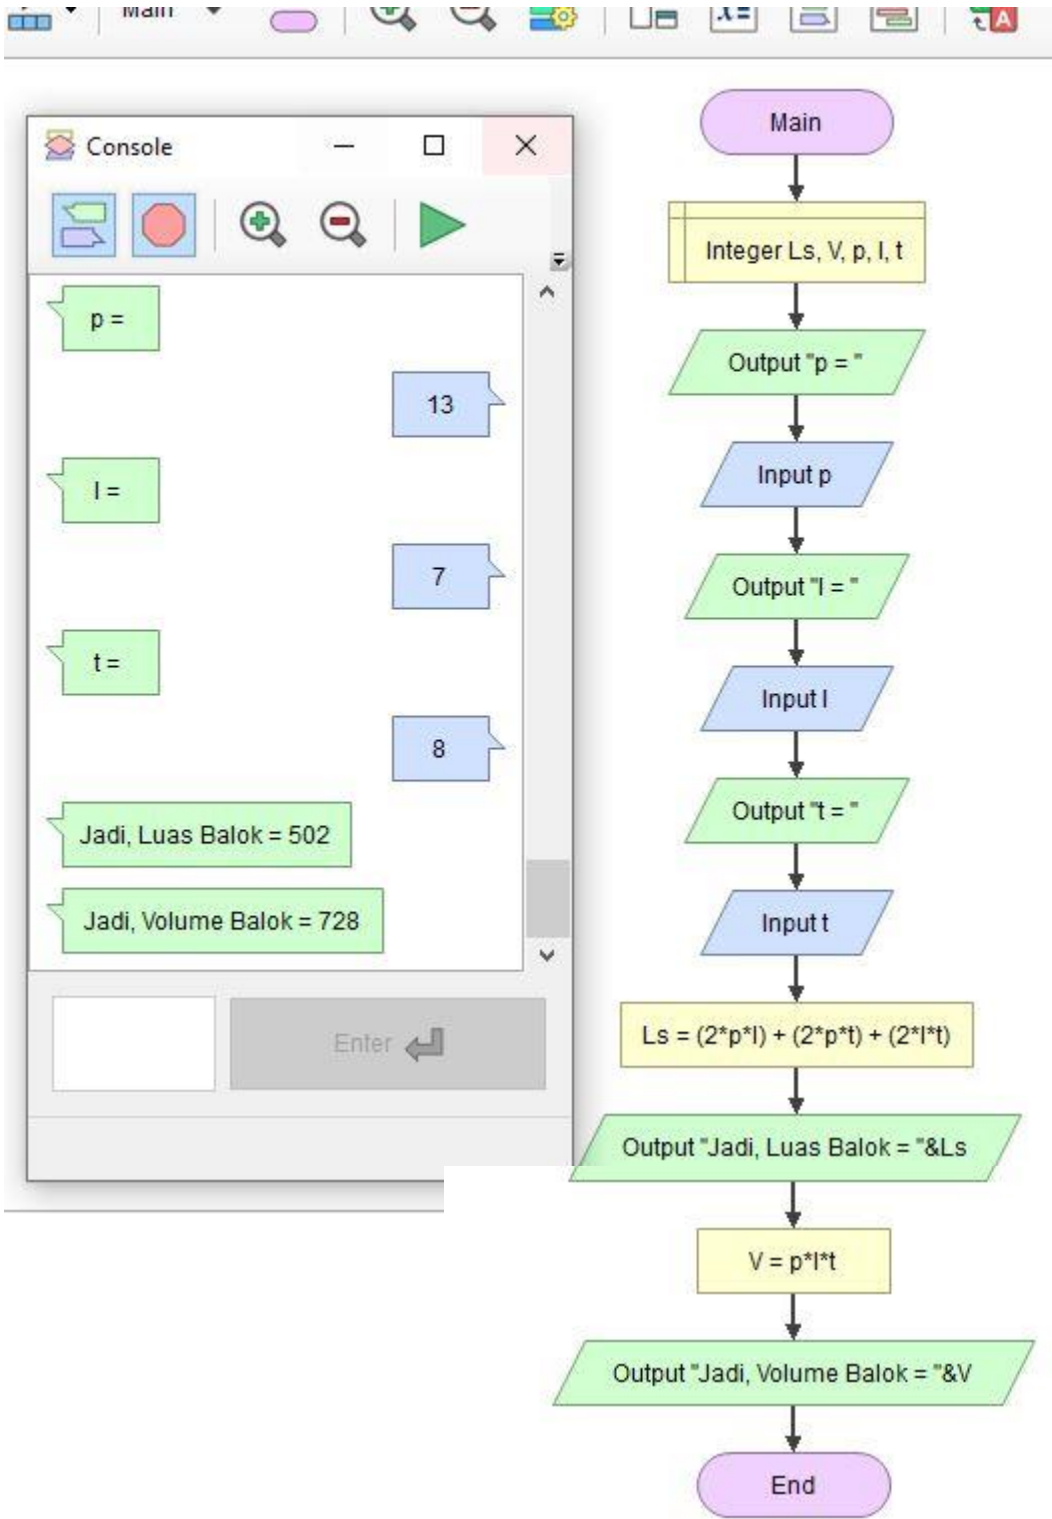 Main
Console
p =
13
l =
7
t =
8
Jadi, Luas Balok = 502
Jadi, Volume Balok = 728
Enter
Main
Integer Ls, V, p, l, t
Output "p = "
Input p
Output "l = "
Input l
Output "t = "
Input t
Ls = (2*p*l) + (2*p*t) + (2*l*t)
Output "Jadi, Luas Balok = "&Ls
V = p*l*t
Output "Jadi, Volume Balok = "&V
End